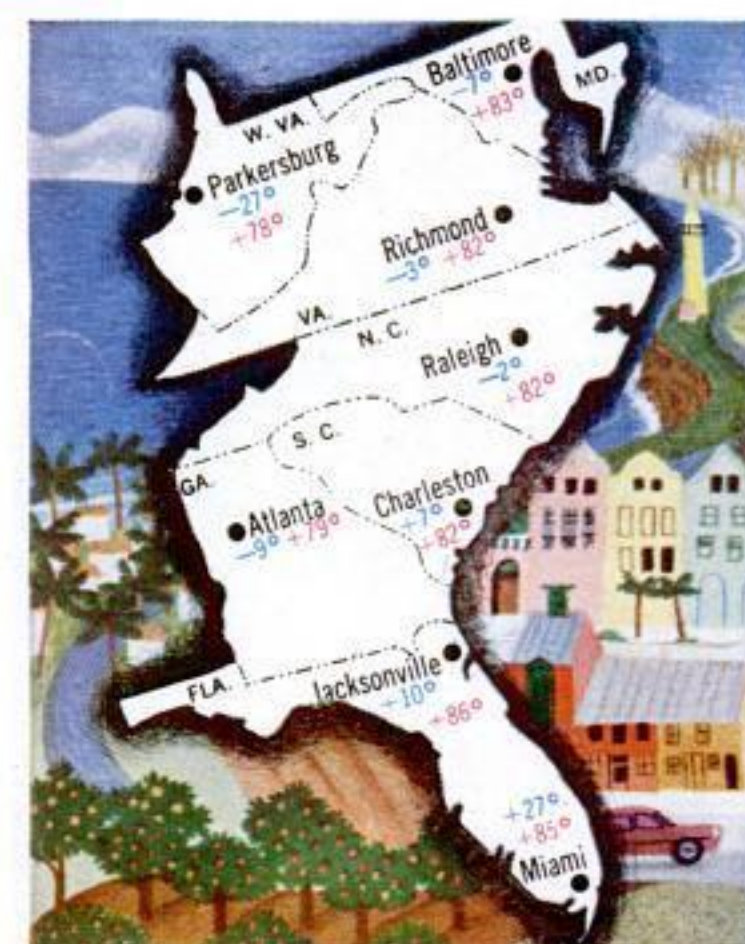 Baltimore
−7°
+83°
MD.
W. VA.
Parkersburg
−27°
+78°
Richmond
−3° +82°
VA.
N. C.
Raleigh
−2°
+82°
S. C.
GA.
Atlanta
−9° +79°
Charleston
+7°
+82°
FLA.
Jacksonville
+10°
+86°
+27°
+85°
Miami